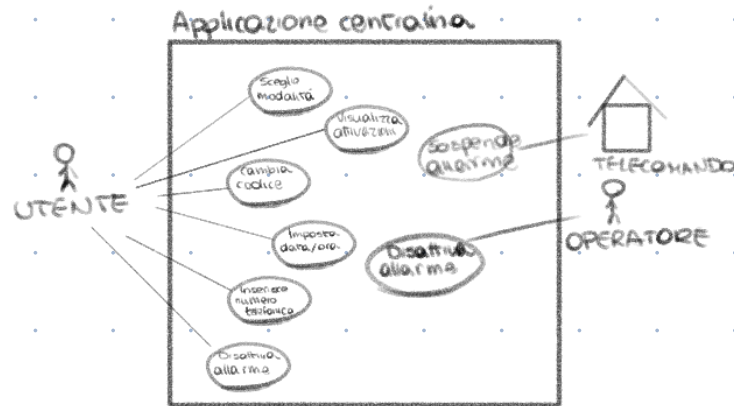 Applicazione centralina
Sceglie
modalità
Visualizza
attivazioni
Sospende
allarme
TELECOMANDO
Cambia
codice
UTENTE
Imposta
data/ora
Disattiva
allarme
OPERATORE
Inserisce
numero
telefonico
Disattiva
allarme